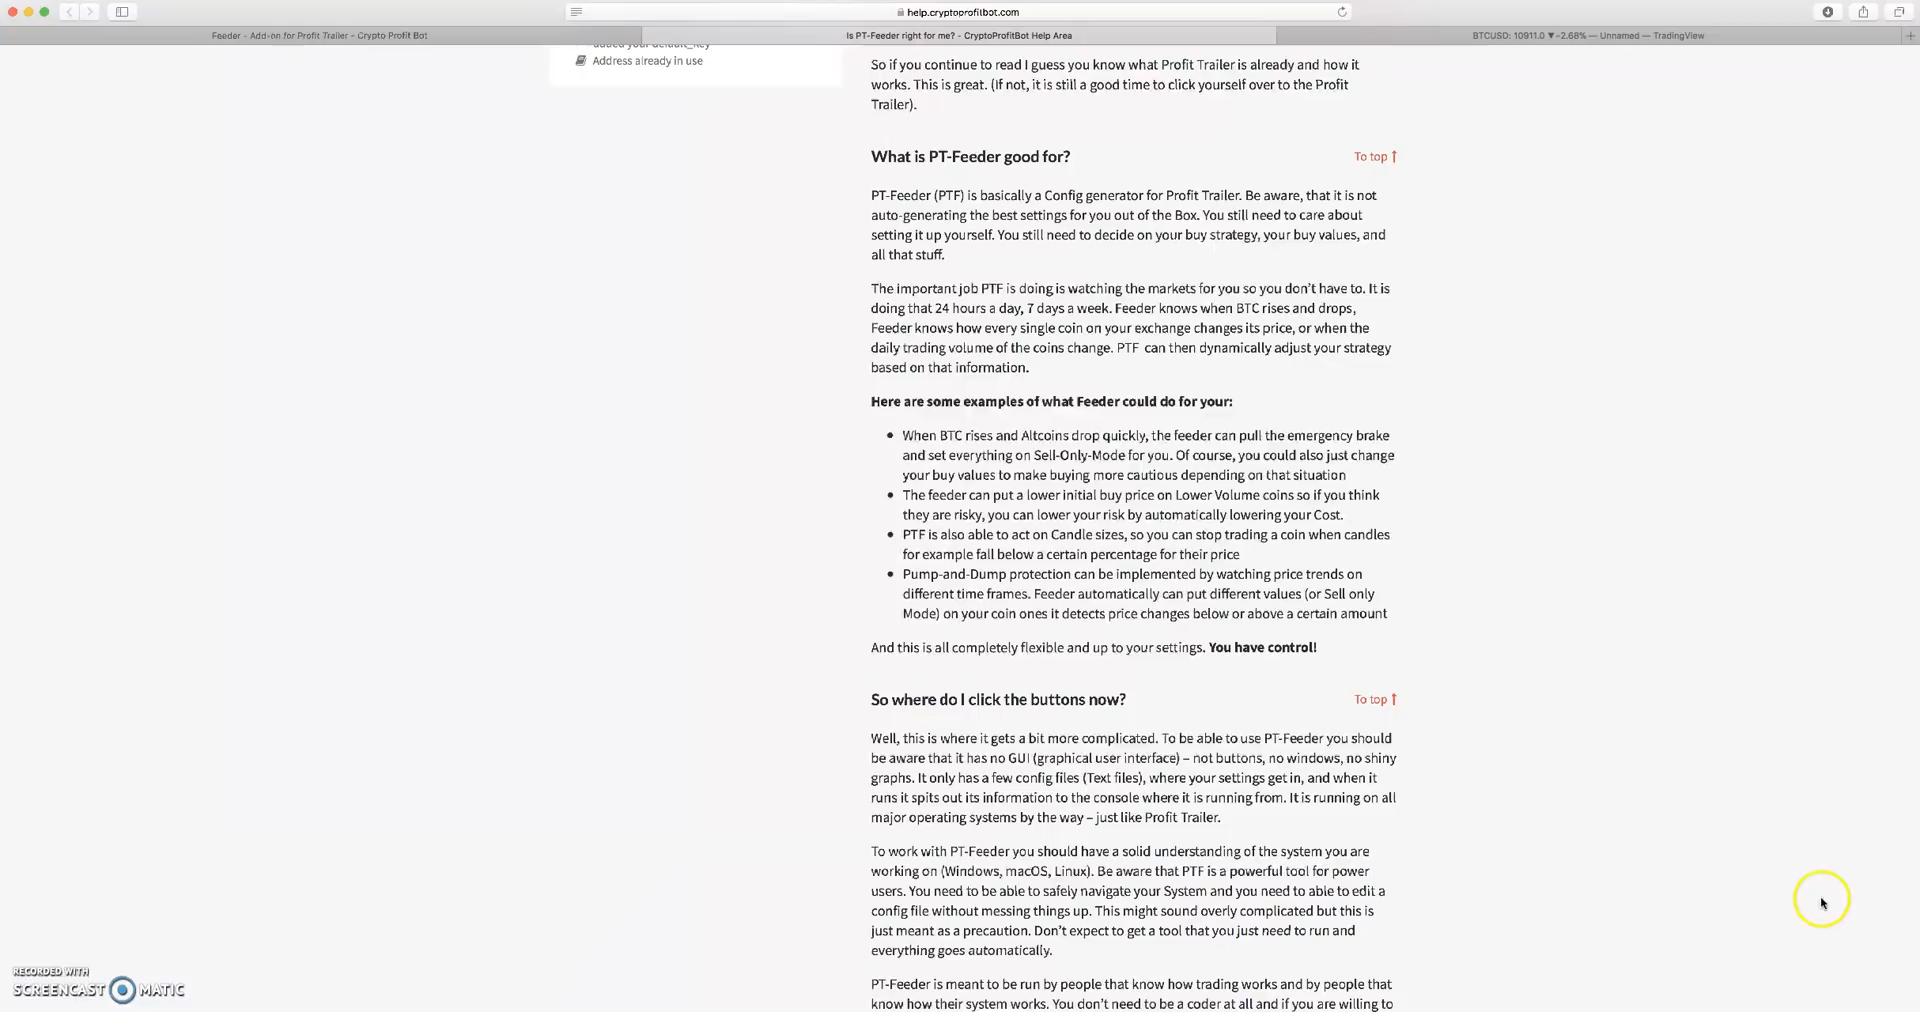 help.cryptoprofitbot.com
Feeder - Add-on for Profit Trailer - Crypto Profit Bot
Is PT-Feeder right for me? - CryptoProfitBot Help Area
BTCUSD: 10911.0 ▼-2.68% — Unnamed — TradingView
added your default_key
Address already in use
So if you continue to read I guess you know what Profit Trailer is already and how it
works. This is great. (If not, it is still a good time to click yourself over to the Profit
Trailer).
What is PT-Feeder good for?
To top ↑
PT-Feeder (PTF) is basically a Config generator for Profit Trailer. Be aware, that it is not
auto-generating the best settings for you out of the Box. You still need to care about
setting it up yourself. You still need to decide on your buy strategy, your buy values, and
all that stuff.
The important job PTF is doing is watching the markets for you so you don't have to. It is
doing that 24 hours a day, 7 days a week. Feeder knows when BTC rises and drops,
Feeder knows how every single coin on your exchange changes its price, or when the
daily trading volume of the coins change. PTF can then dynamically adjust your strategy
based on that information.
Here are some examples of what Feeder could do for your:
• When BTC rises and Altcoins drop quickly, the feeder can pull the emergency brake
and set everything on Sell-Only-Mode for you. Of course, you could also just change
your buy values to make buying more cautious depending on that situation
• The feeder can put a lower initial buy price on Lower Volume coins so if you think
they are risky, you can lower your risk by automatically lowering your Cost.
• PTF is also able to act on Candle sizes, so you can stop trading a coin when candles
for example fall below a certain percentage for their price
• Pump-and-Dump protection can be implemented by watching price trends on
different time frames. Feeder automatically can put different values (or Sell only
Mode) on your coin ones it detects price changes below or above a certain amount
And this is all completely flexible and up to your settings. You have control!
So where do I click the buttons now?
To top ↑
Well, this is where it gets a bit more complicated. To be able to use PT-Feeder you should
be aware that it has no GUI (graphical user interface) – not buttons, no windows, no shiny
graphs. It only has a few config files (Text files), where your settings get in, and when it
runs it spits out its information to the console where it is running from. It is running on all
major operating systems by the way – just like Profit Trailer.
To work with PT-Feeder you should have a solid understanding of the system you are
working on (Windows, macOS, Linux). Be aware that PTF is a powerful tool for power
users. You need to be able to safely navigate your System and you need to able to edit a
config file without messing things up. This might sound overly complicated but this is
just meant as a precaution. Don't expect to get a tool that you just need to run and
everything goes automatically.
PT-Feeder is meant to be run by people that know how trading works and by people that
know how their system works. You don't need to be a coder at all and if you are willing to
RECORDED WITH
SCREENCAST MATIC